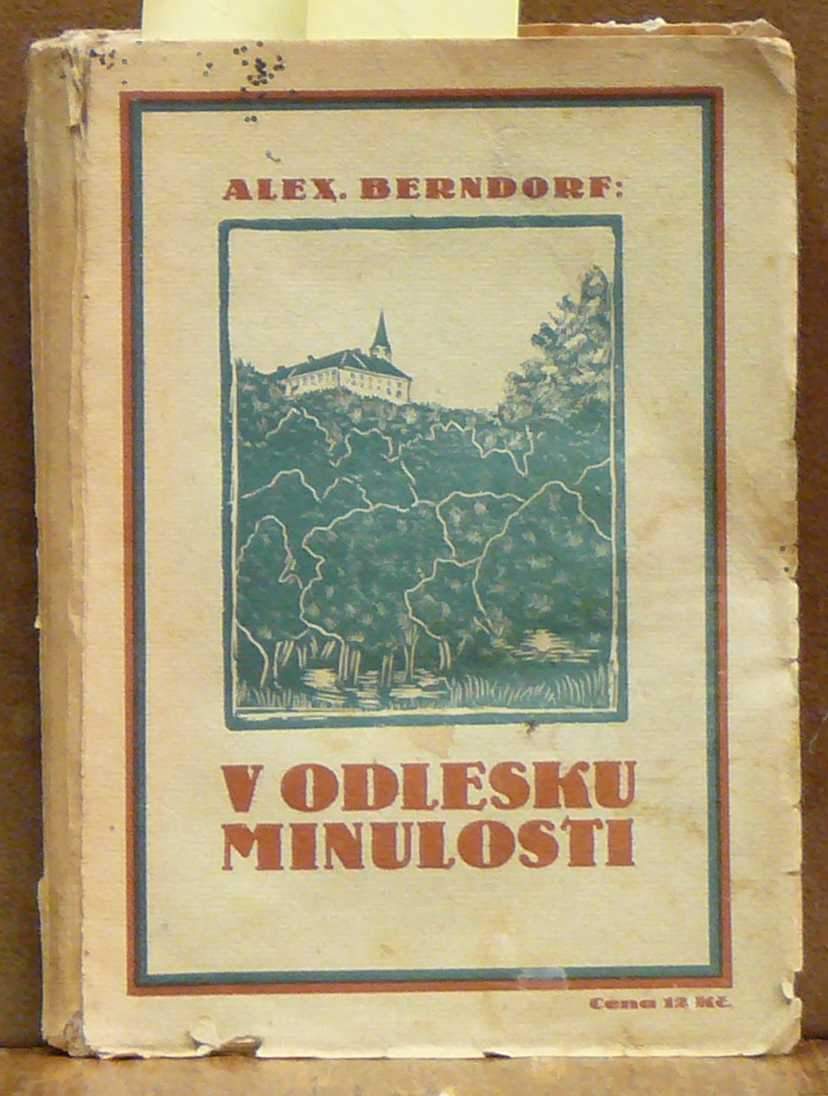 ALEX. BERNDORF:
V ODLESKU
MINULOSTI
Cena 12 Kč.